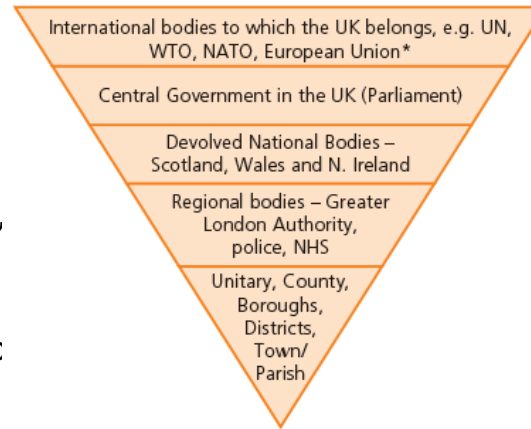 International bodies to which the UK belongs, e.g. UN,
WTO, NATO, European Union*
Central Government in the UK (Parliament)
Devolved National Bodies –
Scotland, Wales and N. Ireland
Regional bodies – Greater
London Authority,
police, NHS
Unitary, County,
Boroughs,
Districts,
Town/
Parish